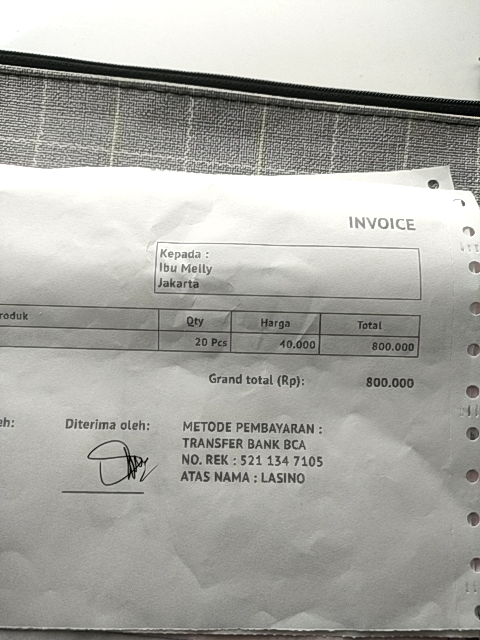 INVOICE
Kepada :
Ibu Melly
Jakarta
roduk Qty Harga Total
20 Pcs 40.000 800.000
Grand total (Rp): 800.000
eh: Diterima oleh:
METODE PEMBAYARAN :
TRANSFER BANK BCA
NO. REK : 521 134 7105
ATAS NAMA : LASINO